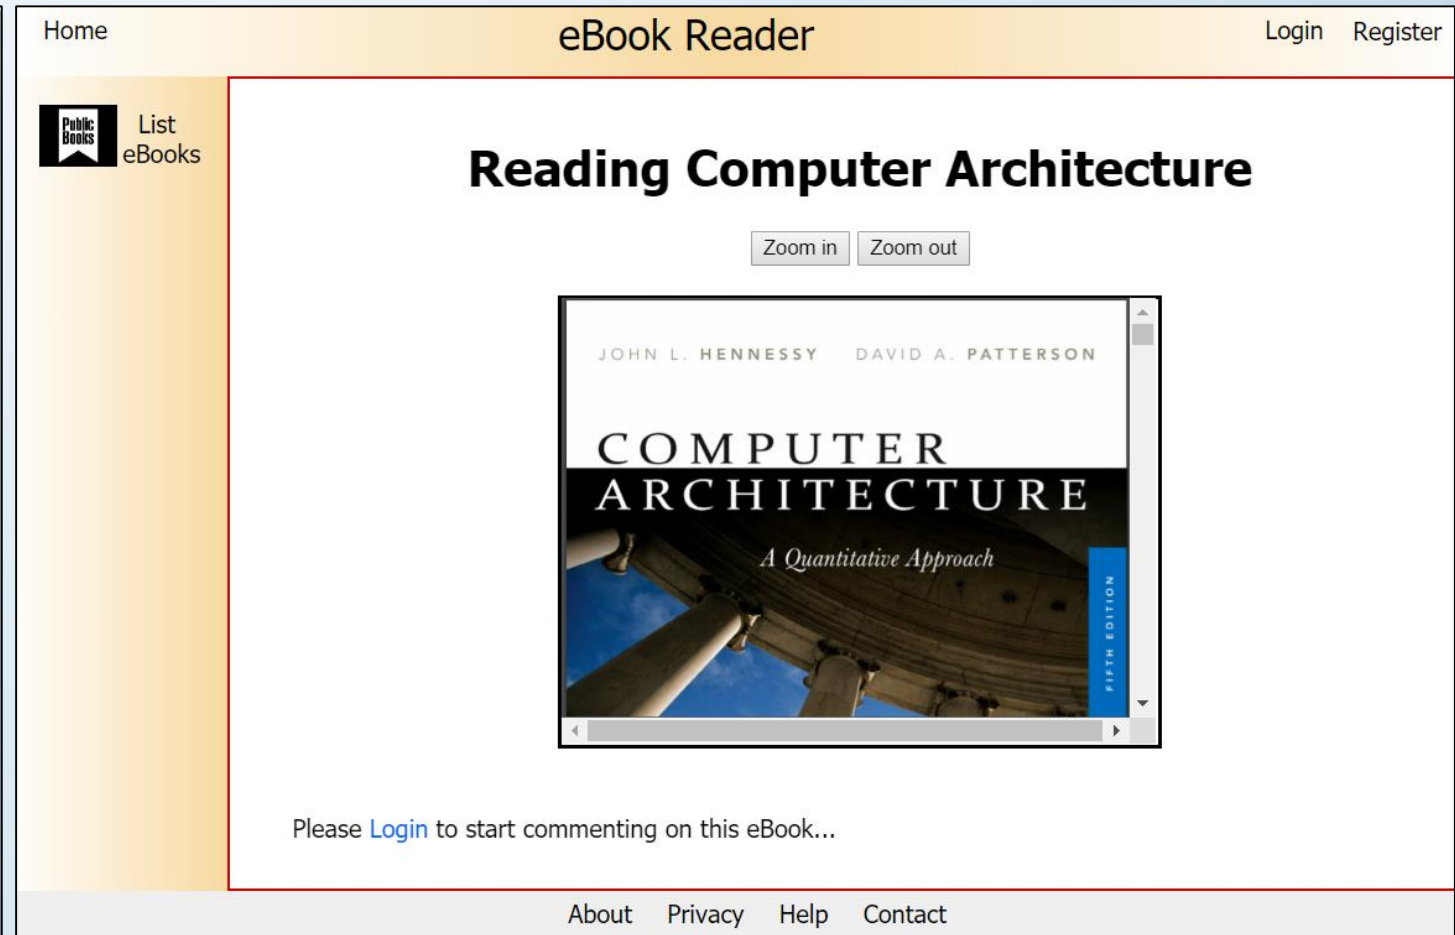 Home
eBook Reader
Login Register
Public
Books
List
eBooks
Reading Computer Architecture
Zoom in Zoom out
JOHN L. HENNESSY DAVID A. PATTERSON
COMPUTER
ARCHITECTURE
A Quantitative Approach
FIFTH EDITION
Please Login to start commenting on this eBook...
About Privacy Help Contact